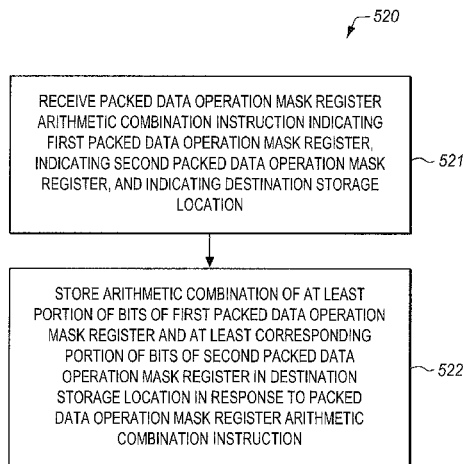 520
RECEIVE PACKED DATA OPERATION MASK REGISTER
ARITHMETIC COMBINATION INSTRUCTION INDICATING
FIRST PACKED DATA OPERATION MASK REGISTER,
INDICATING SECOND PACKED DATA OPERATION MASK
REGISTER, AND INDICATING DESTINATION STORAGE
LOCATION
521
STORE ARITHMETIC COMBINATION OF AT LEAST
PORTION OF BITS OF FIRST PACKED DATA OPERATION
MASK REGISTER AND AT LEAST CORRESPONDING
PORTION OF BITS OF SECOND PACKED DATA
OPERATION MASK REGISTER IN DESTINATION
STORAGE LOCATION IN RESPONSE TO PACKED
DATA OPERATION MASK REGISTER ARITHMETIC
COMBINATION INSTRUCTION
522